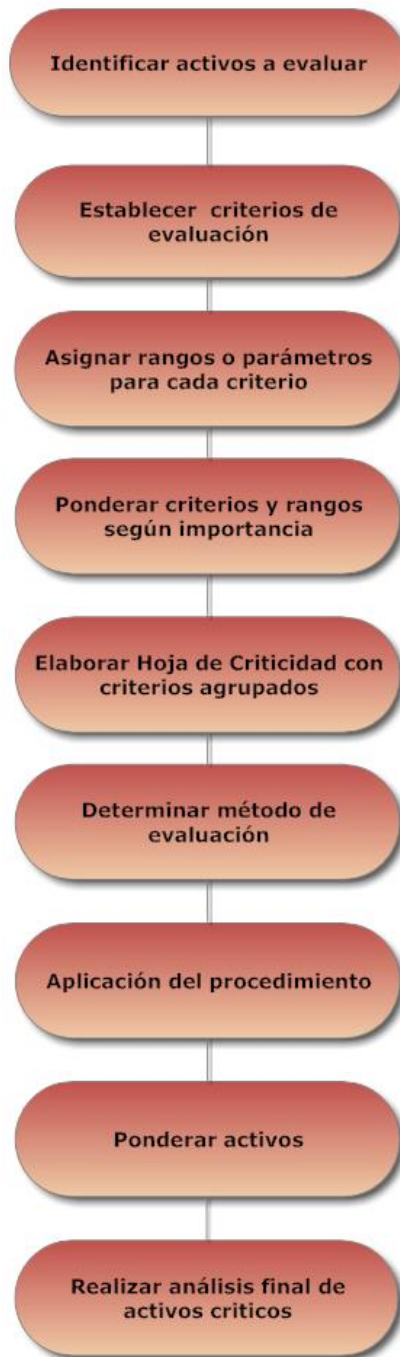 Identificar activos a evaluar
Establecer criterios de
evaluación
Asignar rangos o parámetros
para cada criterio
Ponderar criterios y rangos
según importancia
Elaborar Hoja de Criticidad con
criterios agrupados
Determinar método de
evaluación
Aplicación del procedimiento
Ponderar activos
Realizar análisis final de
activos criticos